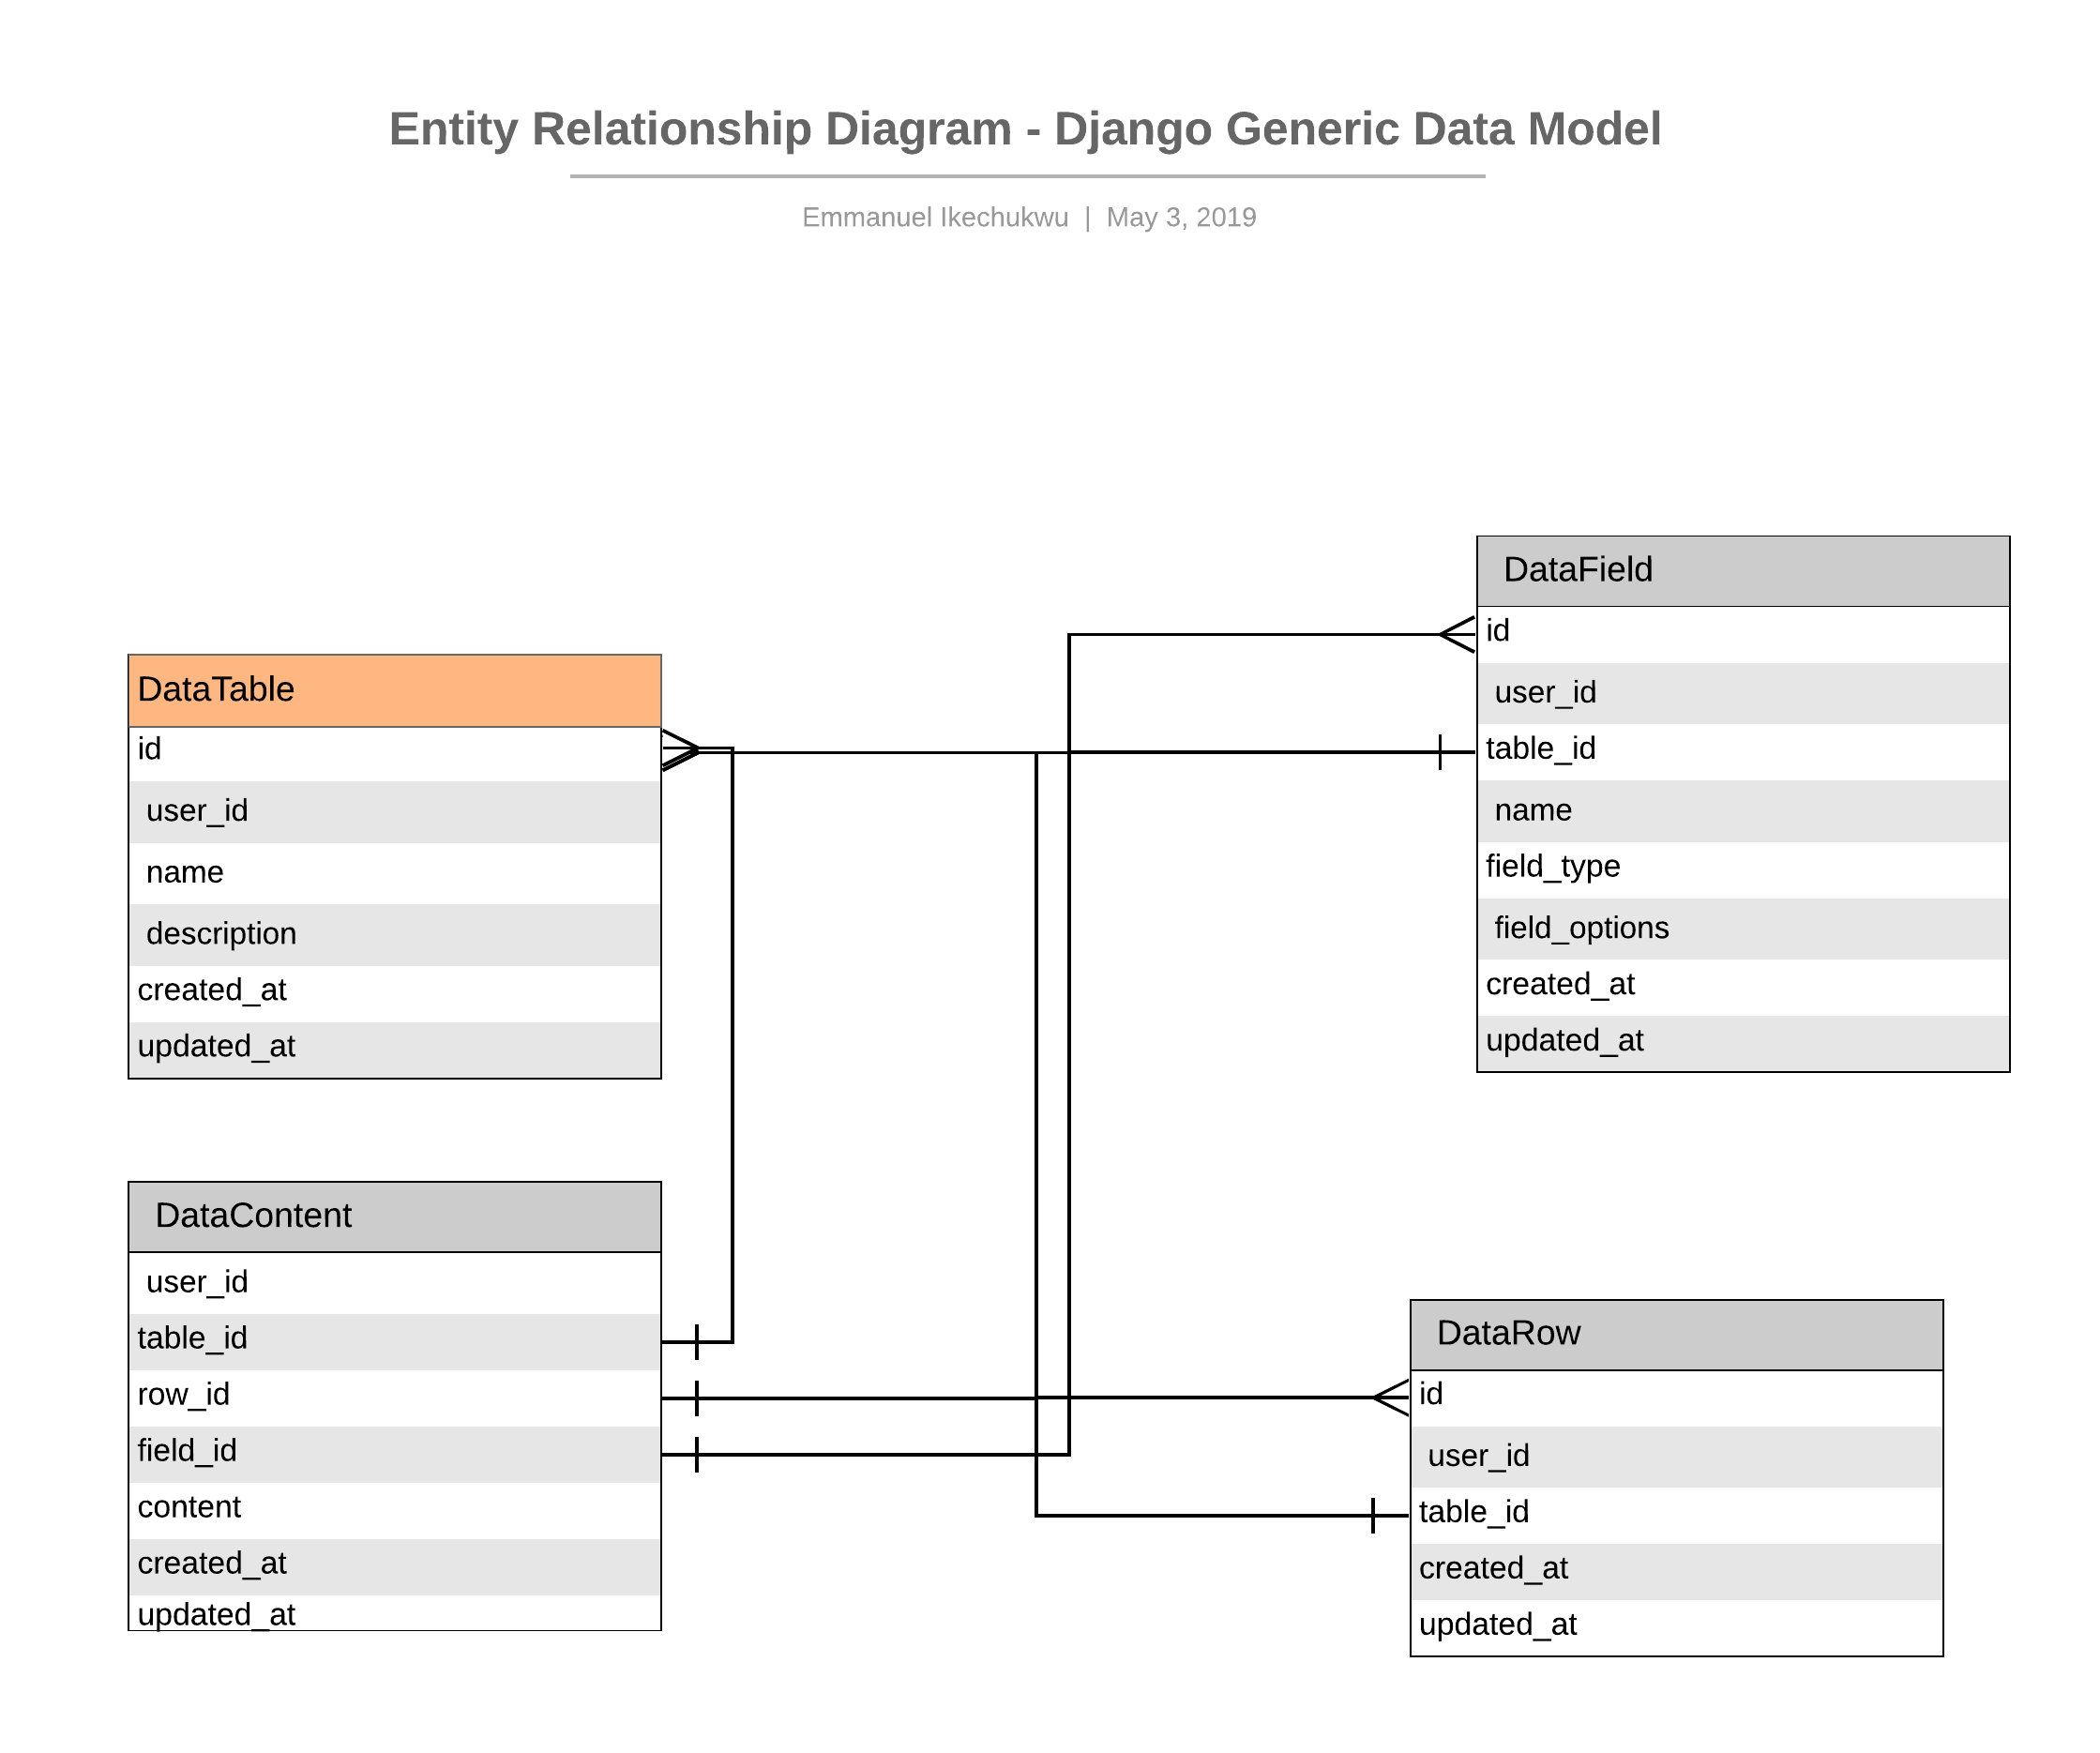 Entity Relationship Diagram - Django Generic Data Model
Emmanuel Ikechukwu | May 3, 2019
DataTable
id
user_id
name
description
created_at
updated_at
DataField
id
user_id
table_id
name
field_type
field_options
created_at
updated_at
DataContent
user_id
table_id
row_id
field_id
content
created_at
updated_at
DataRow
id
user_id
table_id
created_at
updated_at